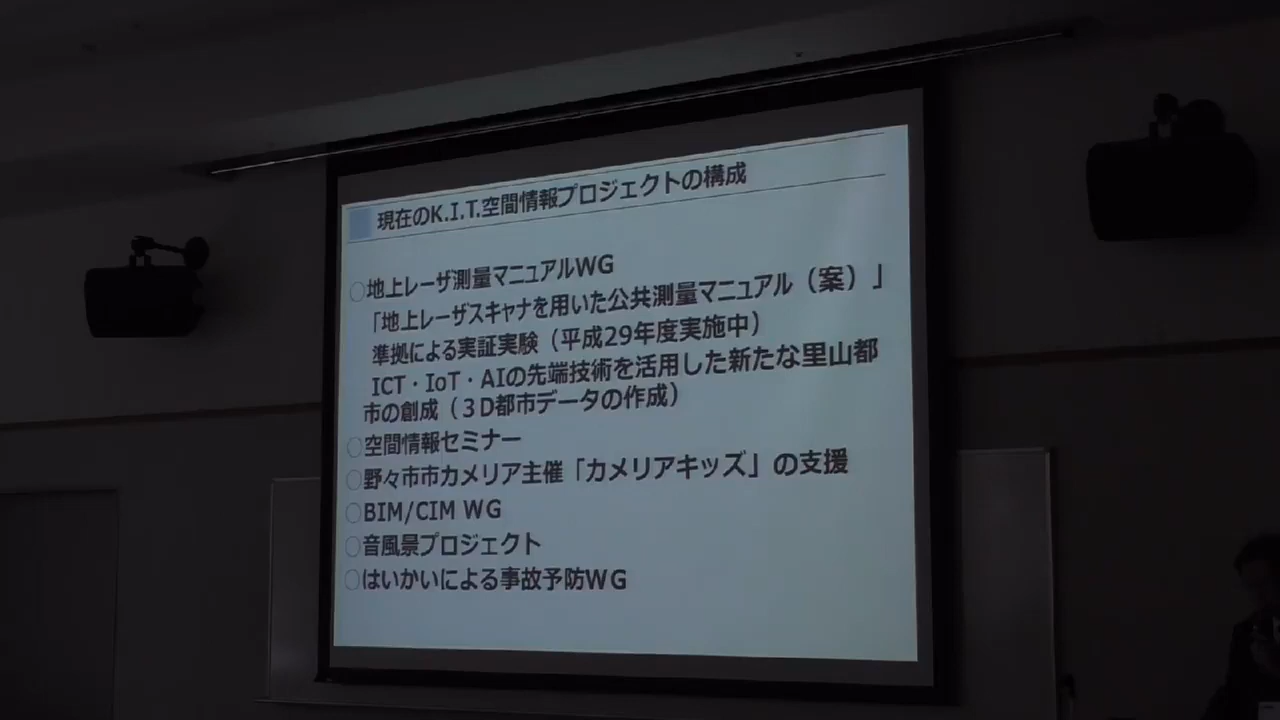 現在のK.I.T.空間情報プロジェクトの構成
○地上レーザ測量マニュアルWG
「地上レーザスキャナを用いた公共測量マニュアル（案）」
準拠による実証実験（平成29年度実施中）
ICT・IoT・AIの先端技術を活用した新たな里山都
市の創成（３D都市データの作成）
○空間情報セミナー
○野々市市カメリア主催「カメリアキッズ」の支援
○BIM/CIM WG
○音風景プロジェクト
○はいかいによる事故予防WG